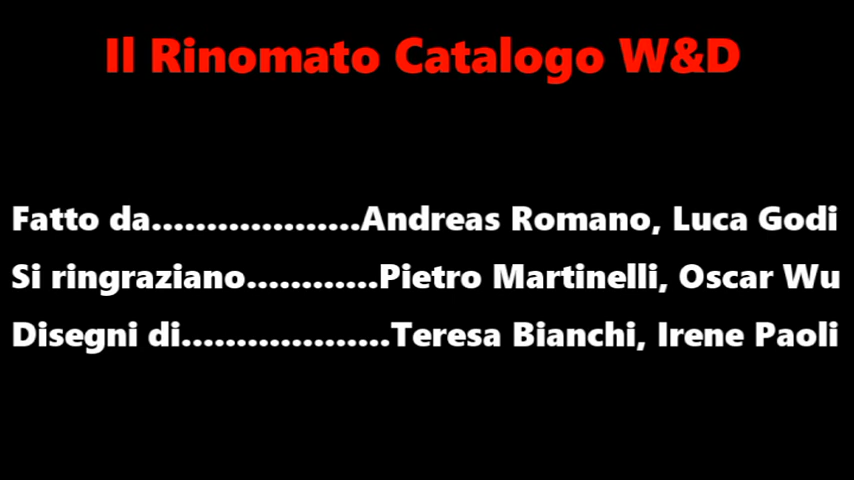 Il Rinomato Catalogo W&D
Fatto da...................Andreas Romano, Luca Godi
Si ringraziano............Pietro Martinelli, Oscar Wu
Disegni di...................Teresa Bianchi, Irene Paoli